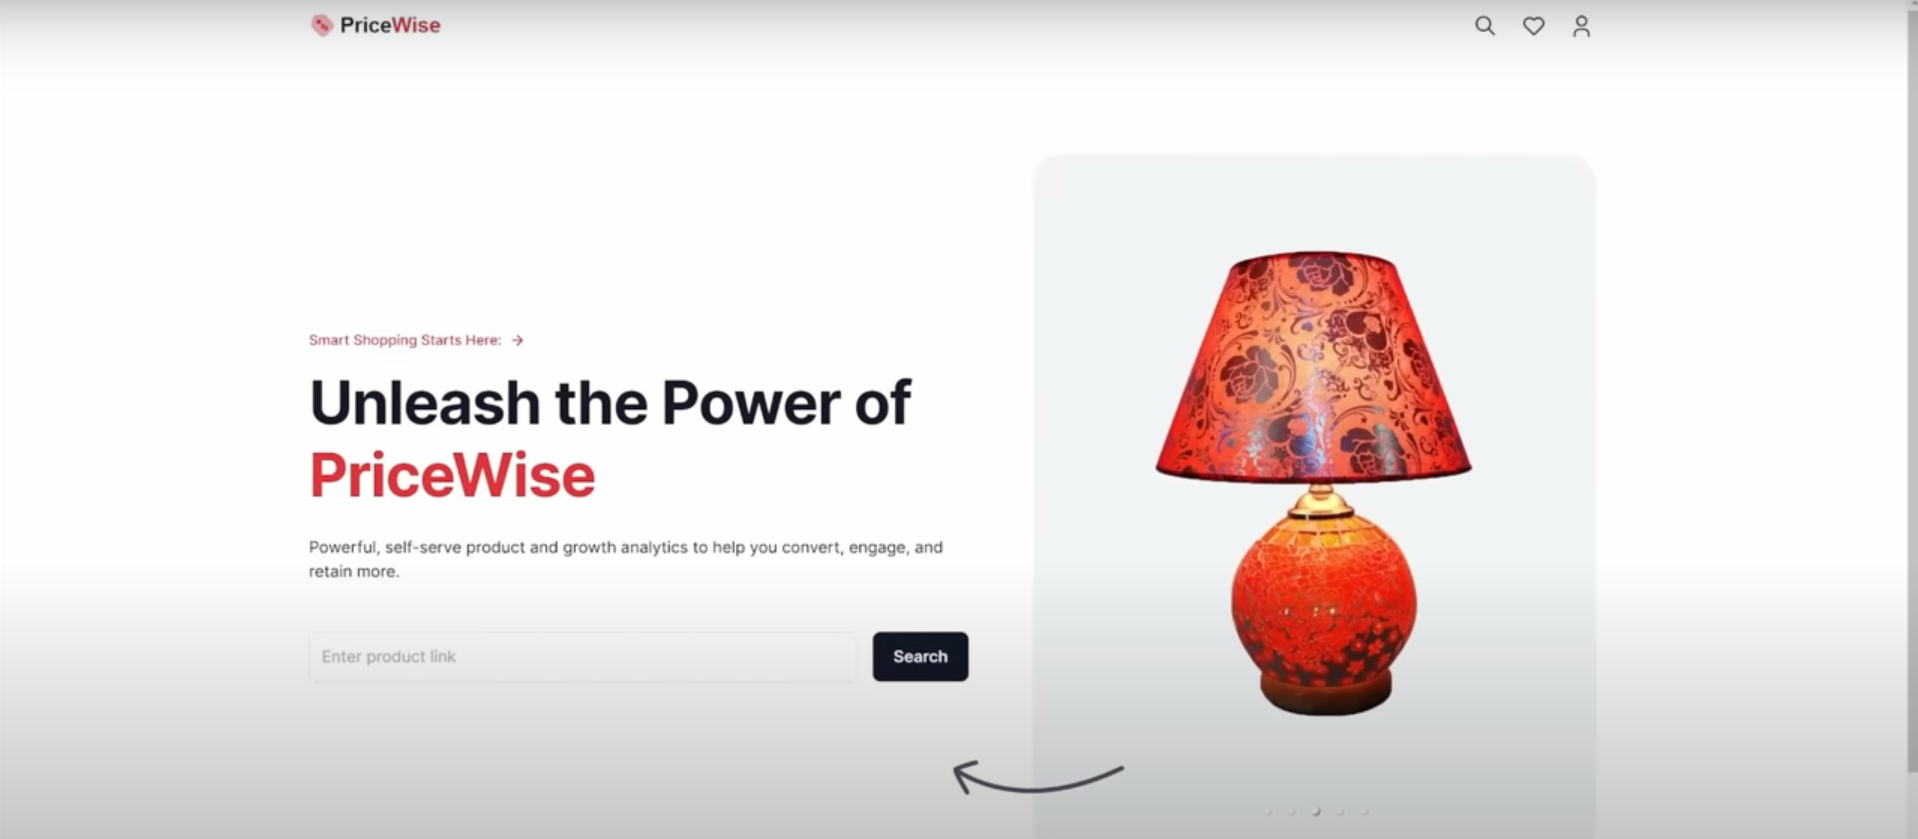 PriceWise
Smart Shopping Starts Here:
Unleash the Power of
PriceWise
Powerful, self-serve product and growth analytics to help you convert, engage, and
retain more.
Enter product link
Search